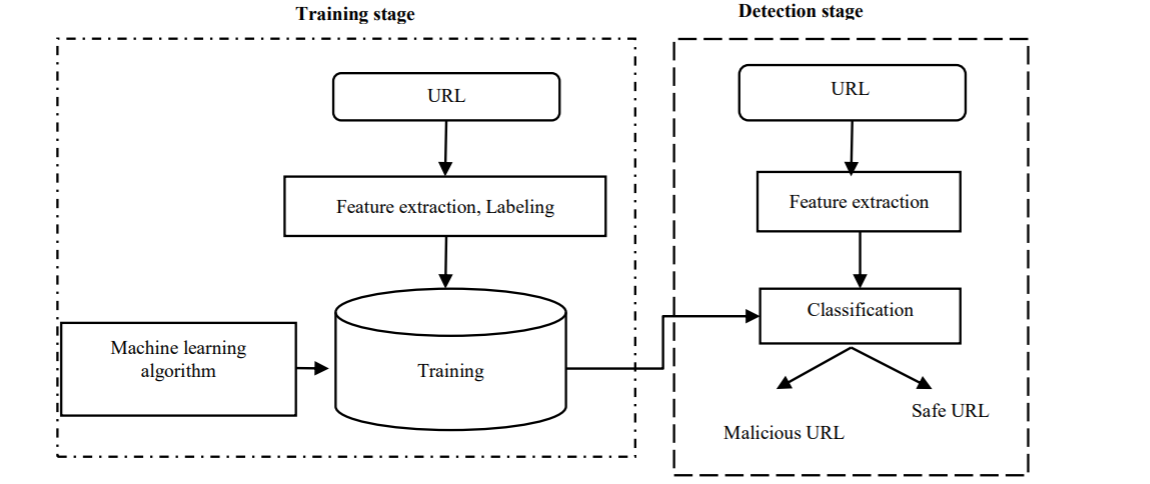 Training stage
URL
Feature extraction, Labeling
Machine learning
algorithm
Training
Detection stage
URL
Feature extraction
Classification
Malicious URL
Safe URL